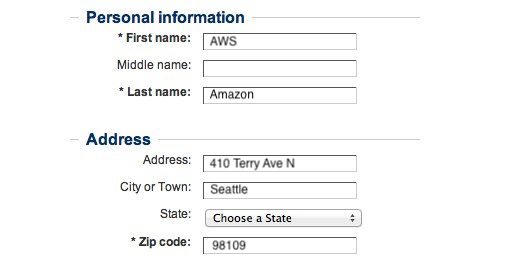 Personal information
* First name: AWS
Middle name:
* Last name: Amazon
Address
Address: 410 Terry Ave N
City or Town: Seattle
State: Choose a State
* Zip code: 98109